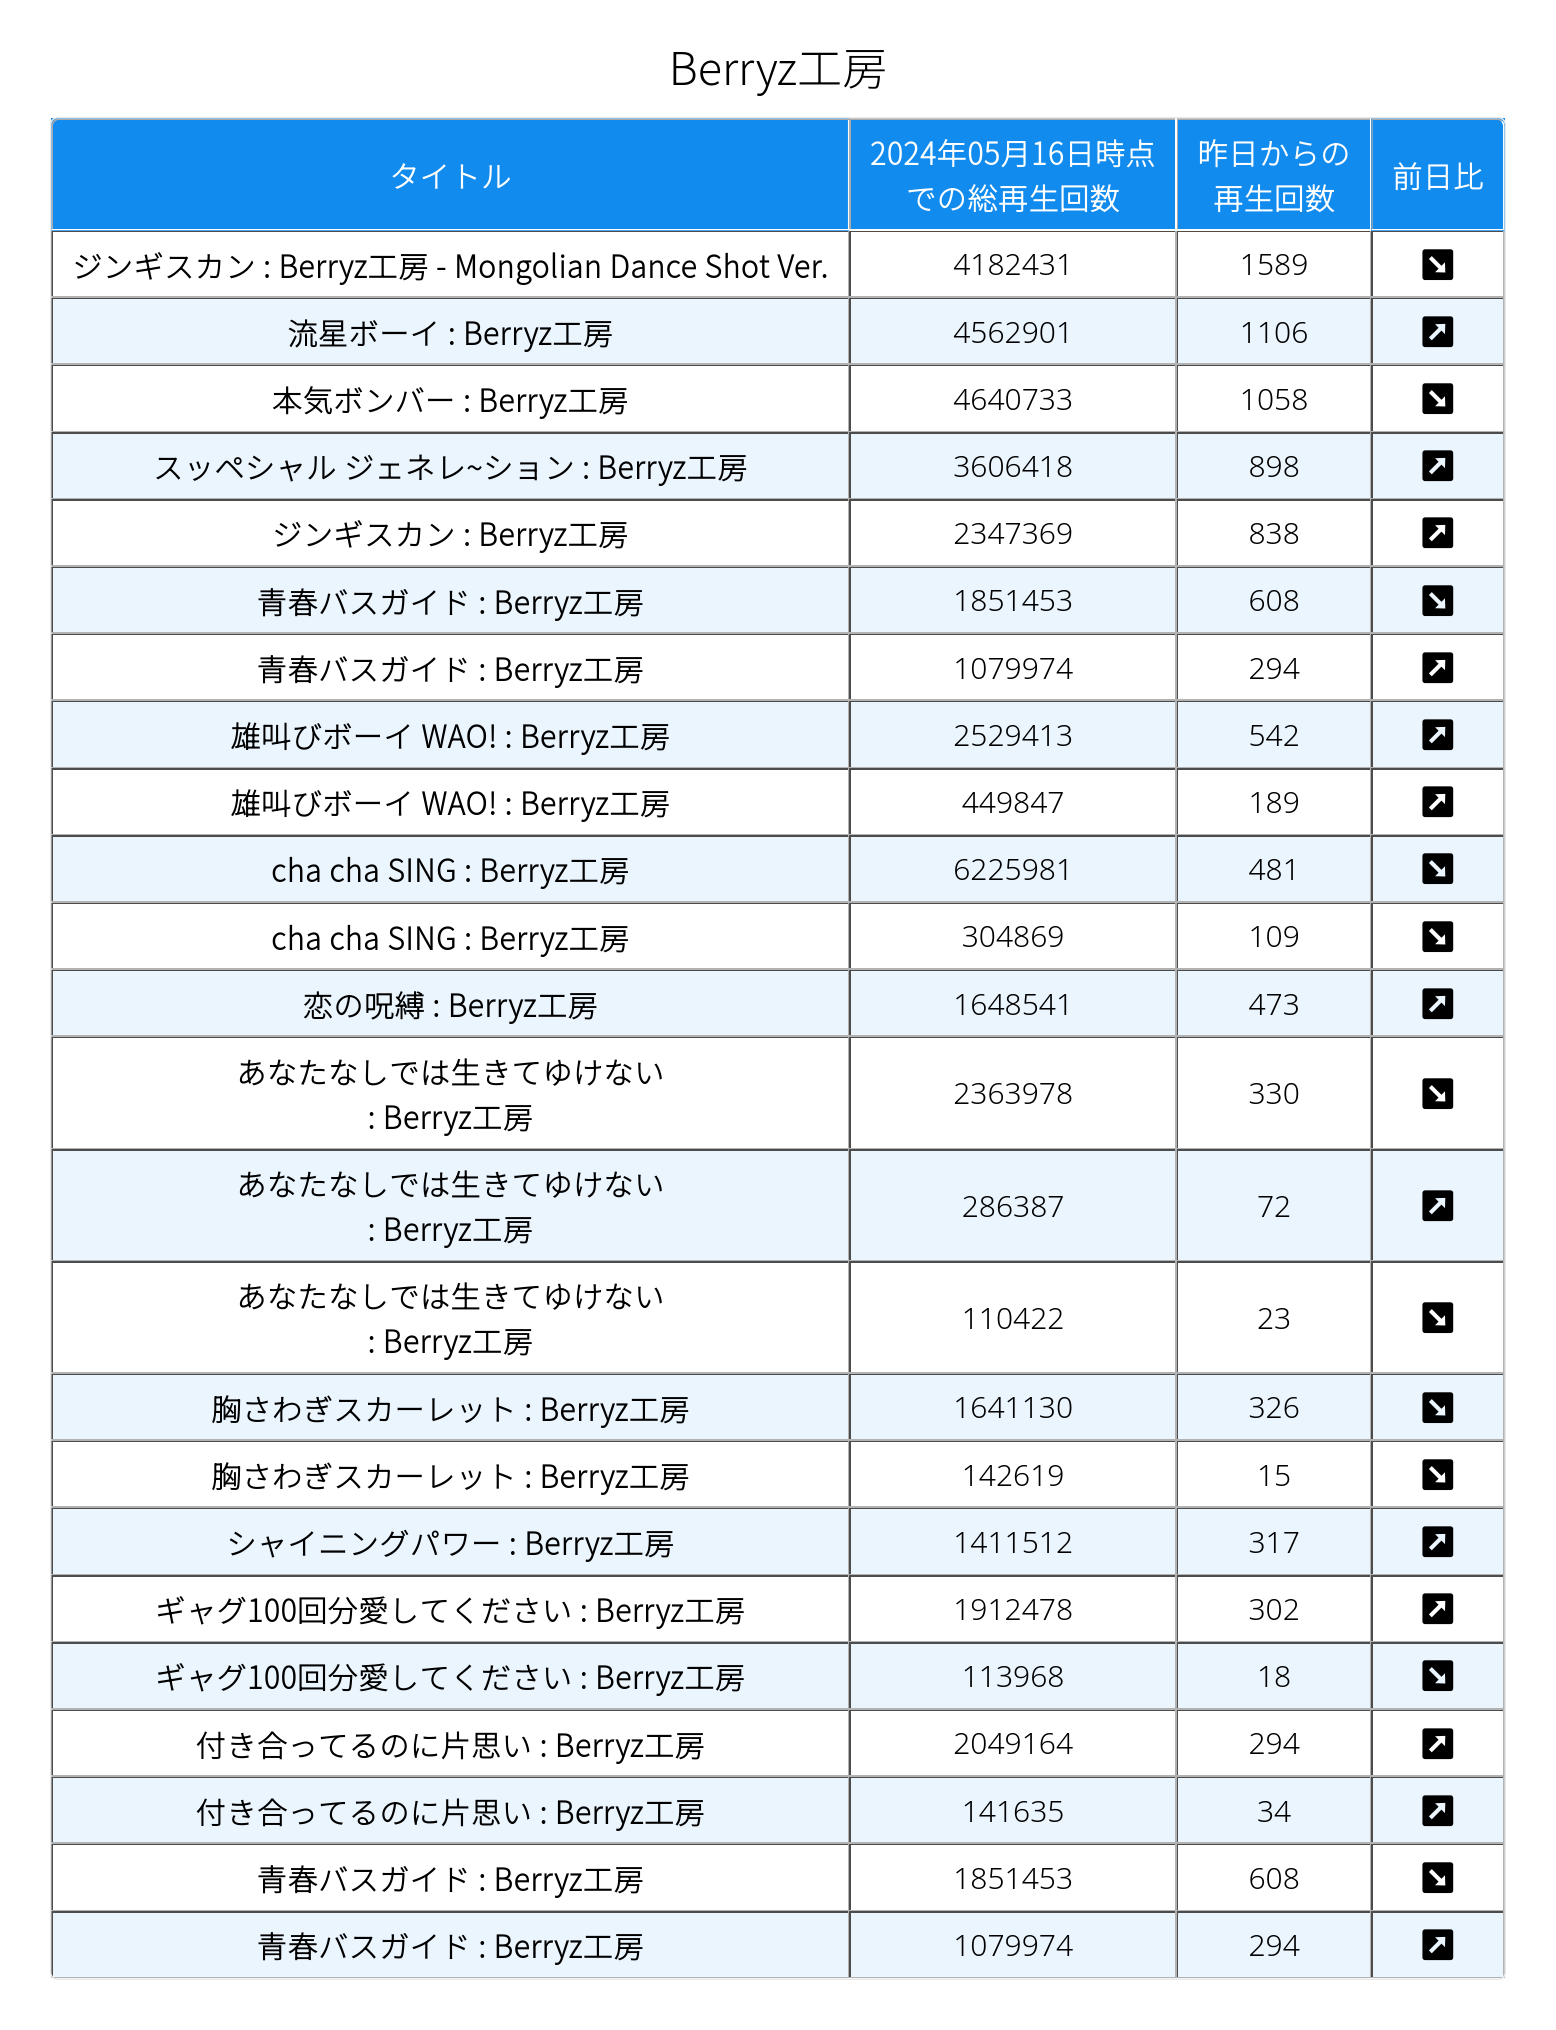 Berryz工房
タイトル 2024年05月16日時点での総再生回数 昨日からの再生回数 前日比
ジンギスカン : Berryz工房 - Mongolian Dance Shot Ver. 4182431 1589 ↘
流星ボーイ : Berryz工房 4562901 1106 ↗
本気ボンバー : Berryz工房 4640733 1058 ↘
スッペシャル ジェネレ~ション : Berryz工房 3606418 898 ↗
ジンギスカン : Berryz工房 2347369 838 ↗
青春バスガイド : Berryz工房 1851453 608 ↘
青春バスガイド : Berryz工房 1079974 294 ↗
雄叫びボーイ WAO! : Berryz工房 2529413 542 ↗
雄叫びボーイ WAO! : Berryz工房 449847 189 ↗
cha cha SING : Berryz工房 6225981 481 ↘
cha cha SING : Berryz工房 304869 109 ↘
恋の呪縛 : Berryz工房 1648541 473 ↗
あなたなしでは生きてゆけない : Berryz工房 2363978 330 ↘
あなたなしでは生きてゆけない : Berryz工房 286387 72 ↗
あなたなしでは生きてゆけない : Berryz工房 110422 23 ↘
胸さわぎスカーレット : Berryz工房 1641130 326 ↘
胸さわぎスカーレット : Berryz工房 142619 15 ↘
シャイニングパワー : Berryz工房 1411512 317 ↗
ギャグ100回分愛してください : Berryz工房 1912478 302 ↗
ギャグ100回分愛してください : Berryz工房 113968 18 ↘
付き合ってるのに片思い : Berryz工房 2049164 294 ↗
付き合ってるのに片思い : Berryz工房 141635 34 ↗
青春バスガイド : Berryz工房 1851453 608 ↘
青春バスガイド : Berryz工房 1079974 294 ↗